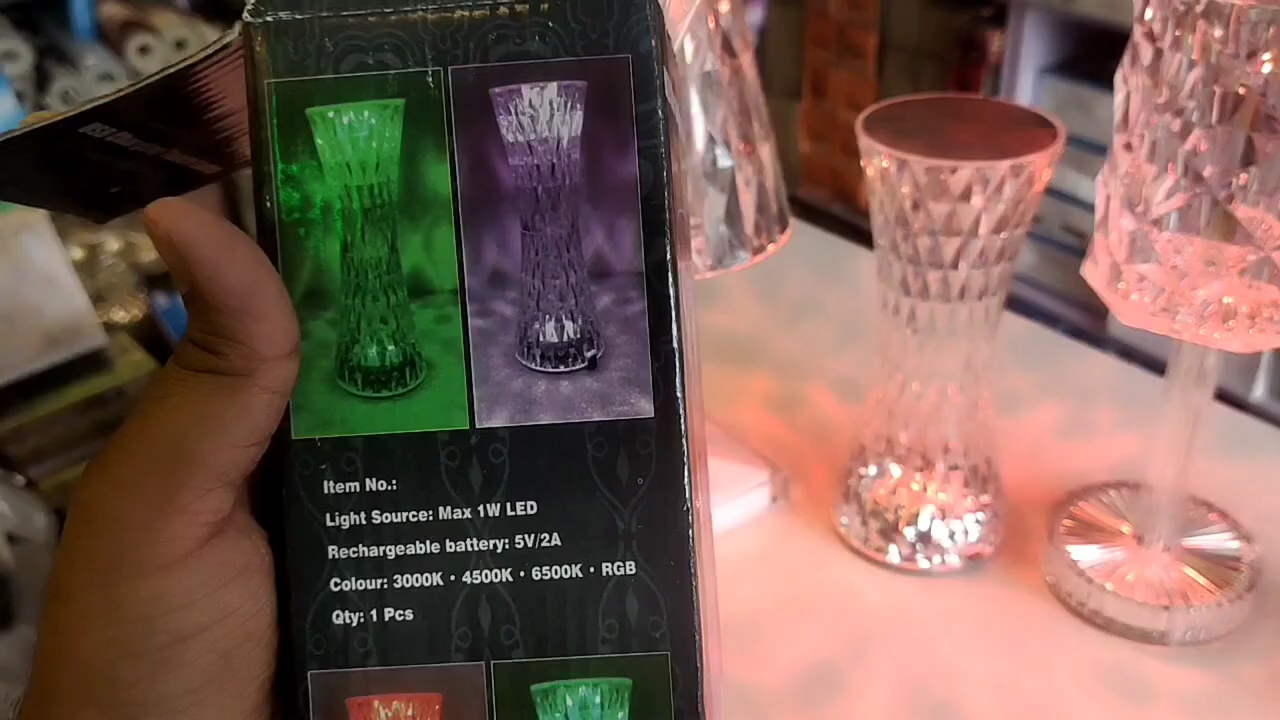 Item No.:
Light Source: Max 1W LED
Rechargeable battery: 5V/2A
Colour: 3000K • 4500K • 6500K • RGB
Qty: 1 Pcs